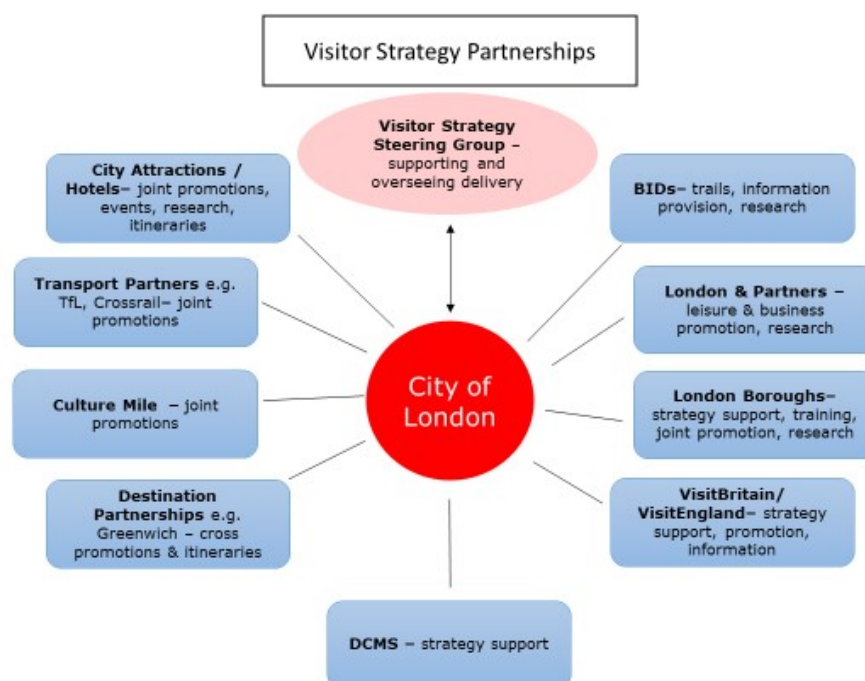 Visitor Strategy Partnerships
Visitor Strategy
Steering Group –
supporting and
overseeing delivery
City Attractions /
Hotels– joint promotions,
events, research,
itineraries
BIDs– trails, information
provision, research
Transport Partners e.g.
TfL, Crossrail– joint
promotions
London & Partners –
leisure & business
promotion, research
City of
London
Culture Mile – joint
promotions
London Boroughs–
strategy support, training,
joint promotion, research
Destination
Partnerships e.g.
Greenwich – cross
promotions & itineraries
VisitBritain/
VisitEngland– strategy
support, promotion,
information
DCMS – strategy support